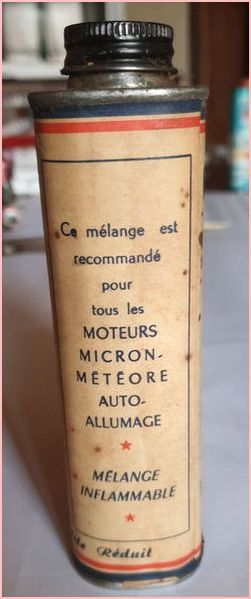 Ce mélange est
recommandé
pour
tous les
MOTEURS
MICRON-
MÉTÉORE
AUTO-
ALLUMAGE
MÉLANGE
INFLAMMABLE
Réduit